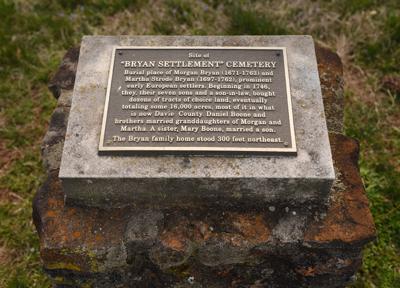 Site of
"BRYAN SETTLEMENT" CEMETERY
Burial place of Morgan Bryan (1671-1763) and
Martha Strode Bryan (1697-1762), prominent
early European settlers. Beginning in 1746,
they, their seven sons and a son-in-law, bought
dozens of tracts of choice land, eventually
totaling some 16,000 acres, most of it in what
is now Davie County. Daniel Boone and
brothers married granddaughters of Morgan and
Martha. A sister, Mary Boone, married a son.
The Bryan family home stood 300 feet northeast.